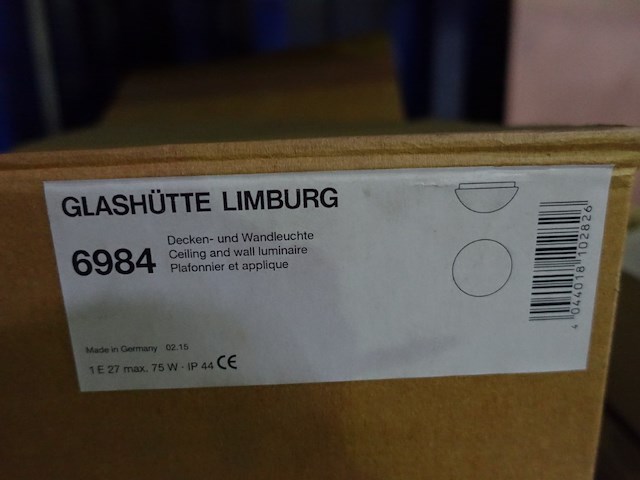 GLASHÜTTE LIMBURG
6984
Decken- und Wandleuchte
Ceiling and wall luminaire
Plafonnier et applique
Made in Germany 02.15
1 E 27 max. 75 W · IP 44 CE
4 044018 102826